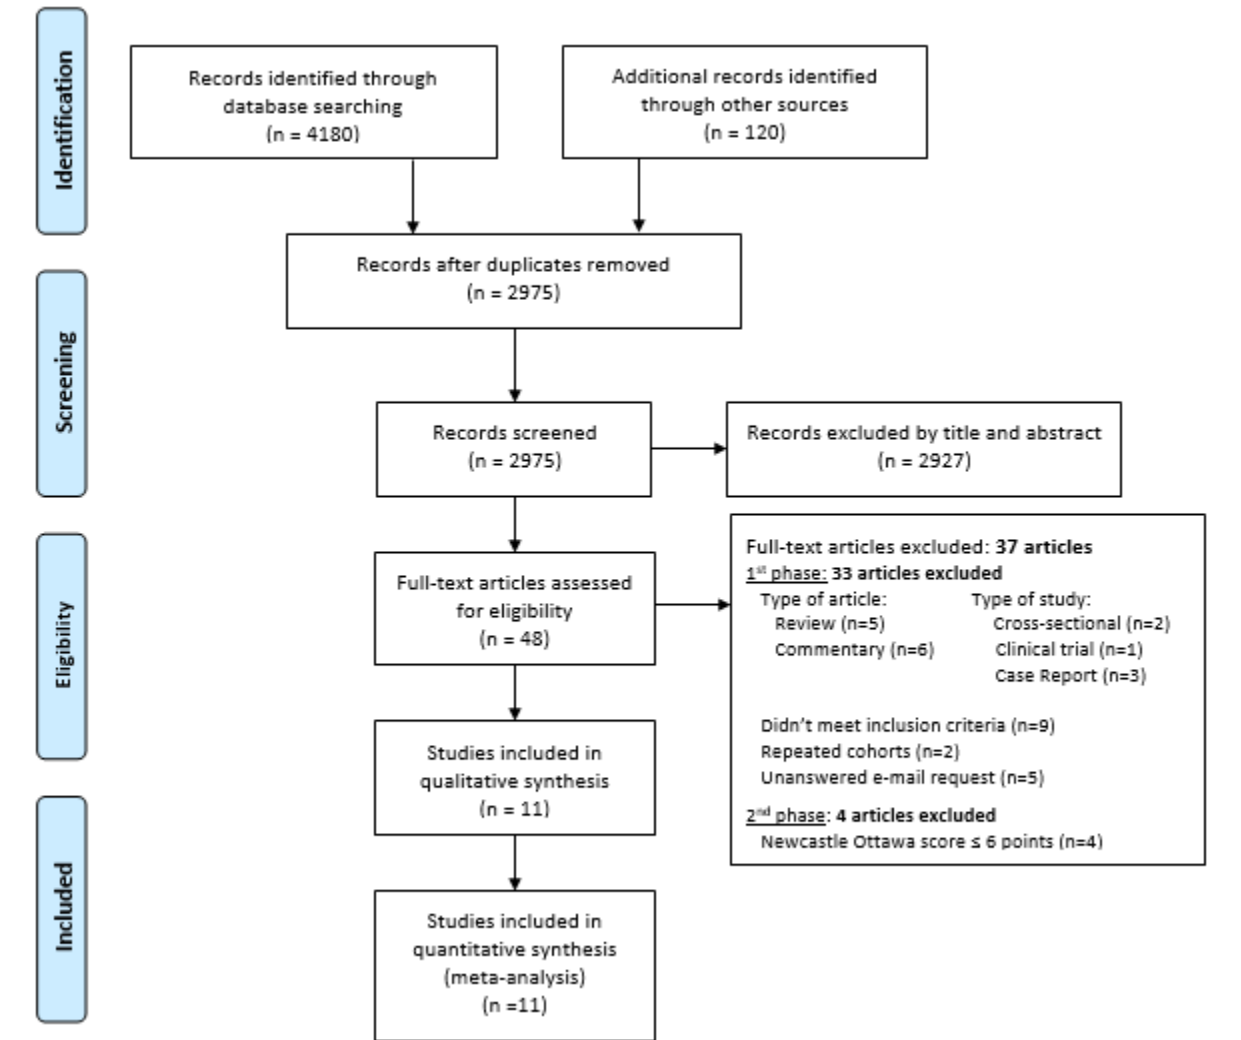 Identification
Records identified through
database searching
(n = 4180)
Additional records identified
through other sources
(n = 120)
Records after duplicates removed
(n = 2975)
Screening
Records screened
(n = 2975)
Records excluded by title and abstract
(n = 2927)
Eligibility
Full-text articles assessed
for eligibility
(n = 48)
Full-text articles excluded: 37 articles
1st phase: 33 articles excluded
Type of article:
Review (n=5)
Commentary (n=6)
Type of study:
Cross-sectional (n=2)
Clinical trial (n=1)
Case Report (n=3)
Didn't meet inclusion criteria (n=9)
Repeated cohorts (n=2)
Unanswered e-mail request (n=5)
2nd phase: 4 articles excluded
Newcastle Ottawa score ≤ 6 points (n=4)
Studies included in
qualitative synthesis
(n = 11)
Included
Studies included in
quantitative synthesis
(meta-analysis)
(n =11)